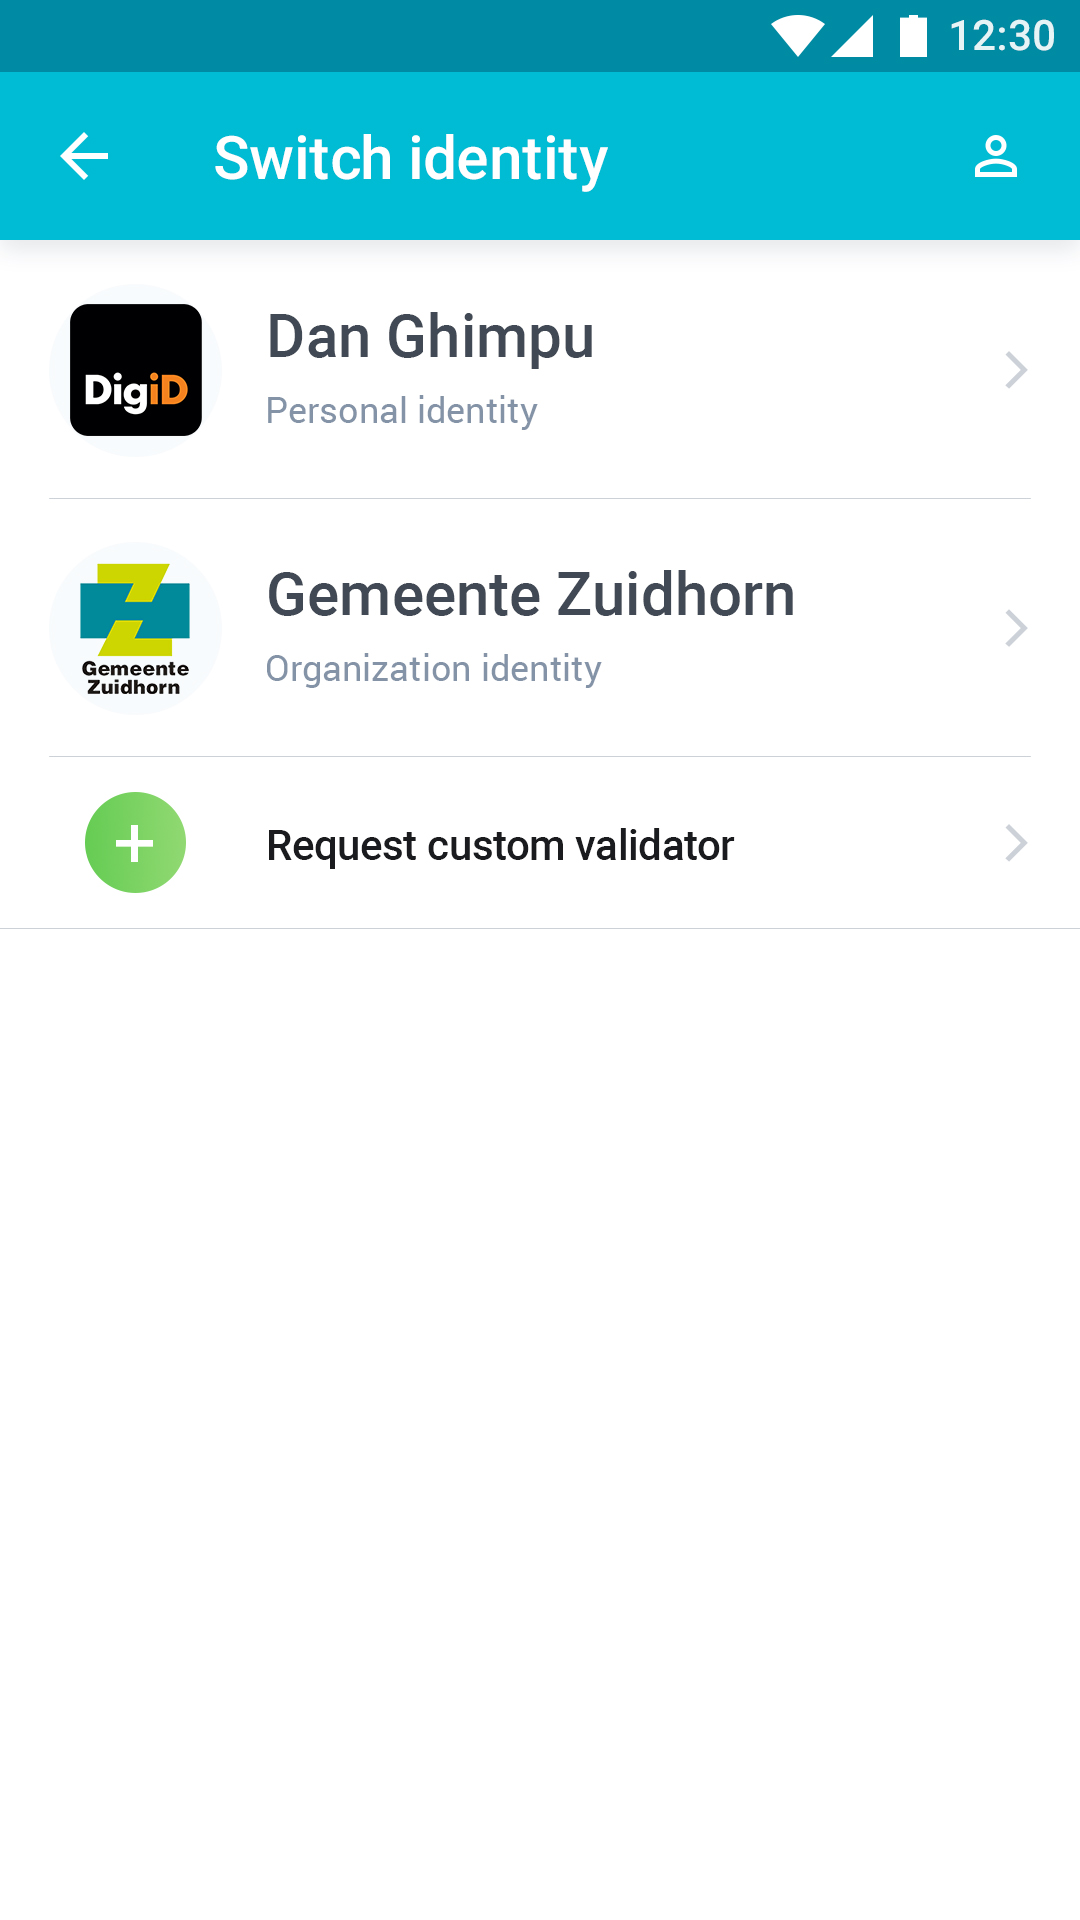 12:30
Switch identity
DigiD
Dan Ghimpu
Personal identity
Gemeente
Zuidhorn
Gemeente Zuidhorn
Organization identity
Request custom validator